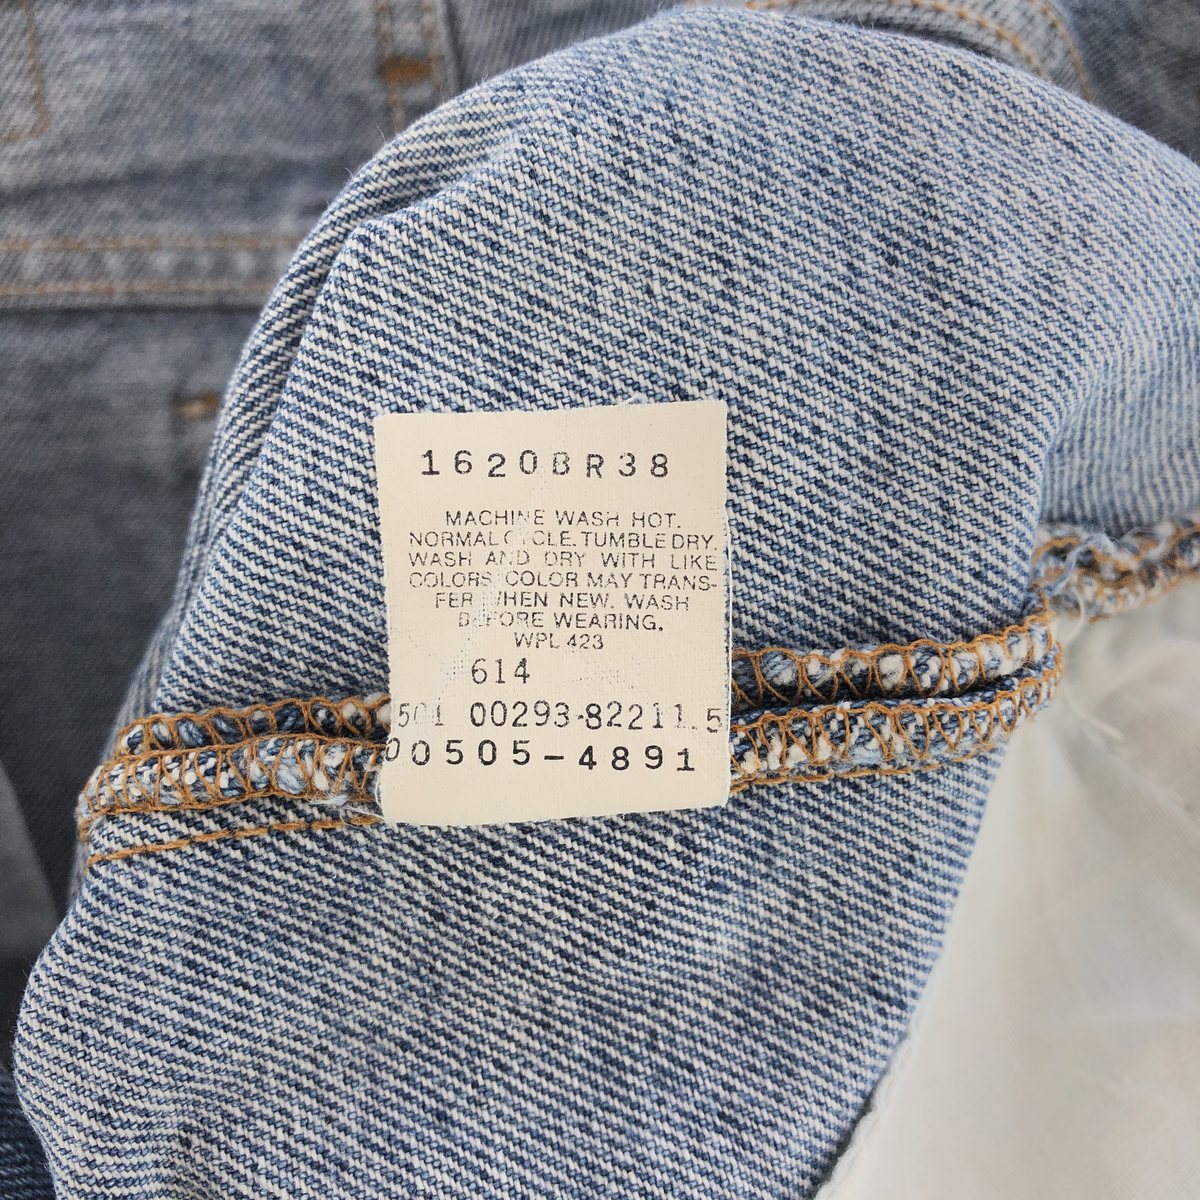 16208R38
MACHINE WASH HOT.
NORMAL CYCLE. TUMBLE DRY.
WASH AND DRY WITH LIKE
COLORS. COLOR MAY TRANS-
FER WHEN NEW. WASH
BEFORE WEARING.
WPL 423
614
501 00293-82211.5
00505-4891